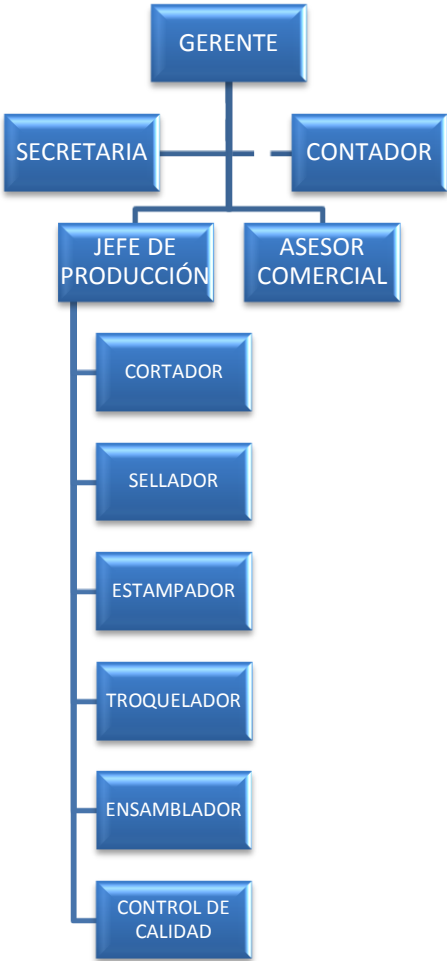 GERENTE
SECRETARIA
CONTADOR
JEFE DE
PRODUCCIÓN
ASESOR
COMERCIAL
CORTADOR
SELLADOR
ESTAMPADOR
TROQUELADOR
ENSAMBLADOR
CONTROL DE
CALIDAD